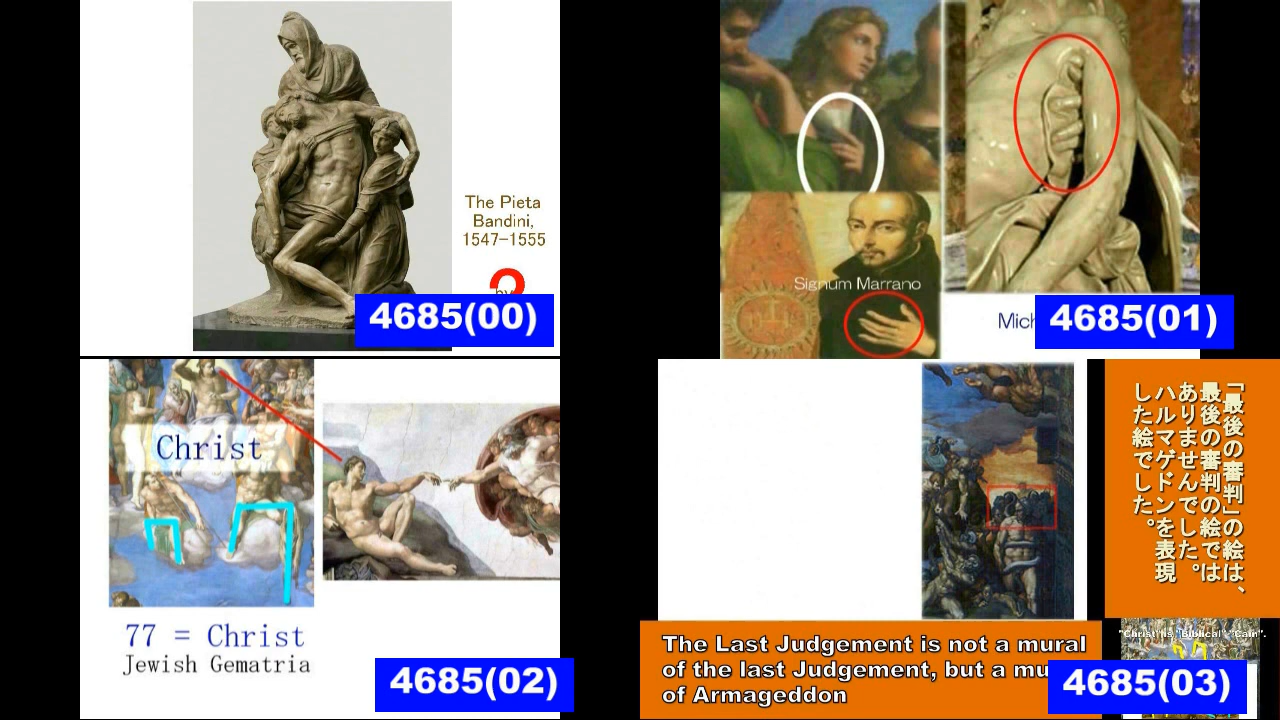 The Pieta
Bandini,
1547-1555
by
4685(00)
Signum Marrano
Mich
4685(01)
Christ
77 = Christ
Jewish Gematria
4685(02)
「最後の審判」の絵は、
最後の審判の絵では
ありませんでした。
ハルマゲドンを表現
した絵でした。
The Last Judgement is not a mural
of the last Judgement, but a mu
of Armageddon
"Christ" is "Biblical" "Cain".
4685(03)